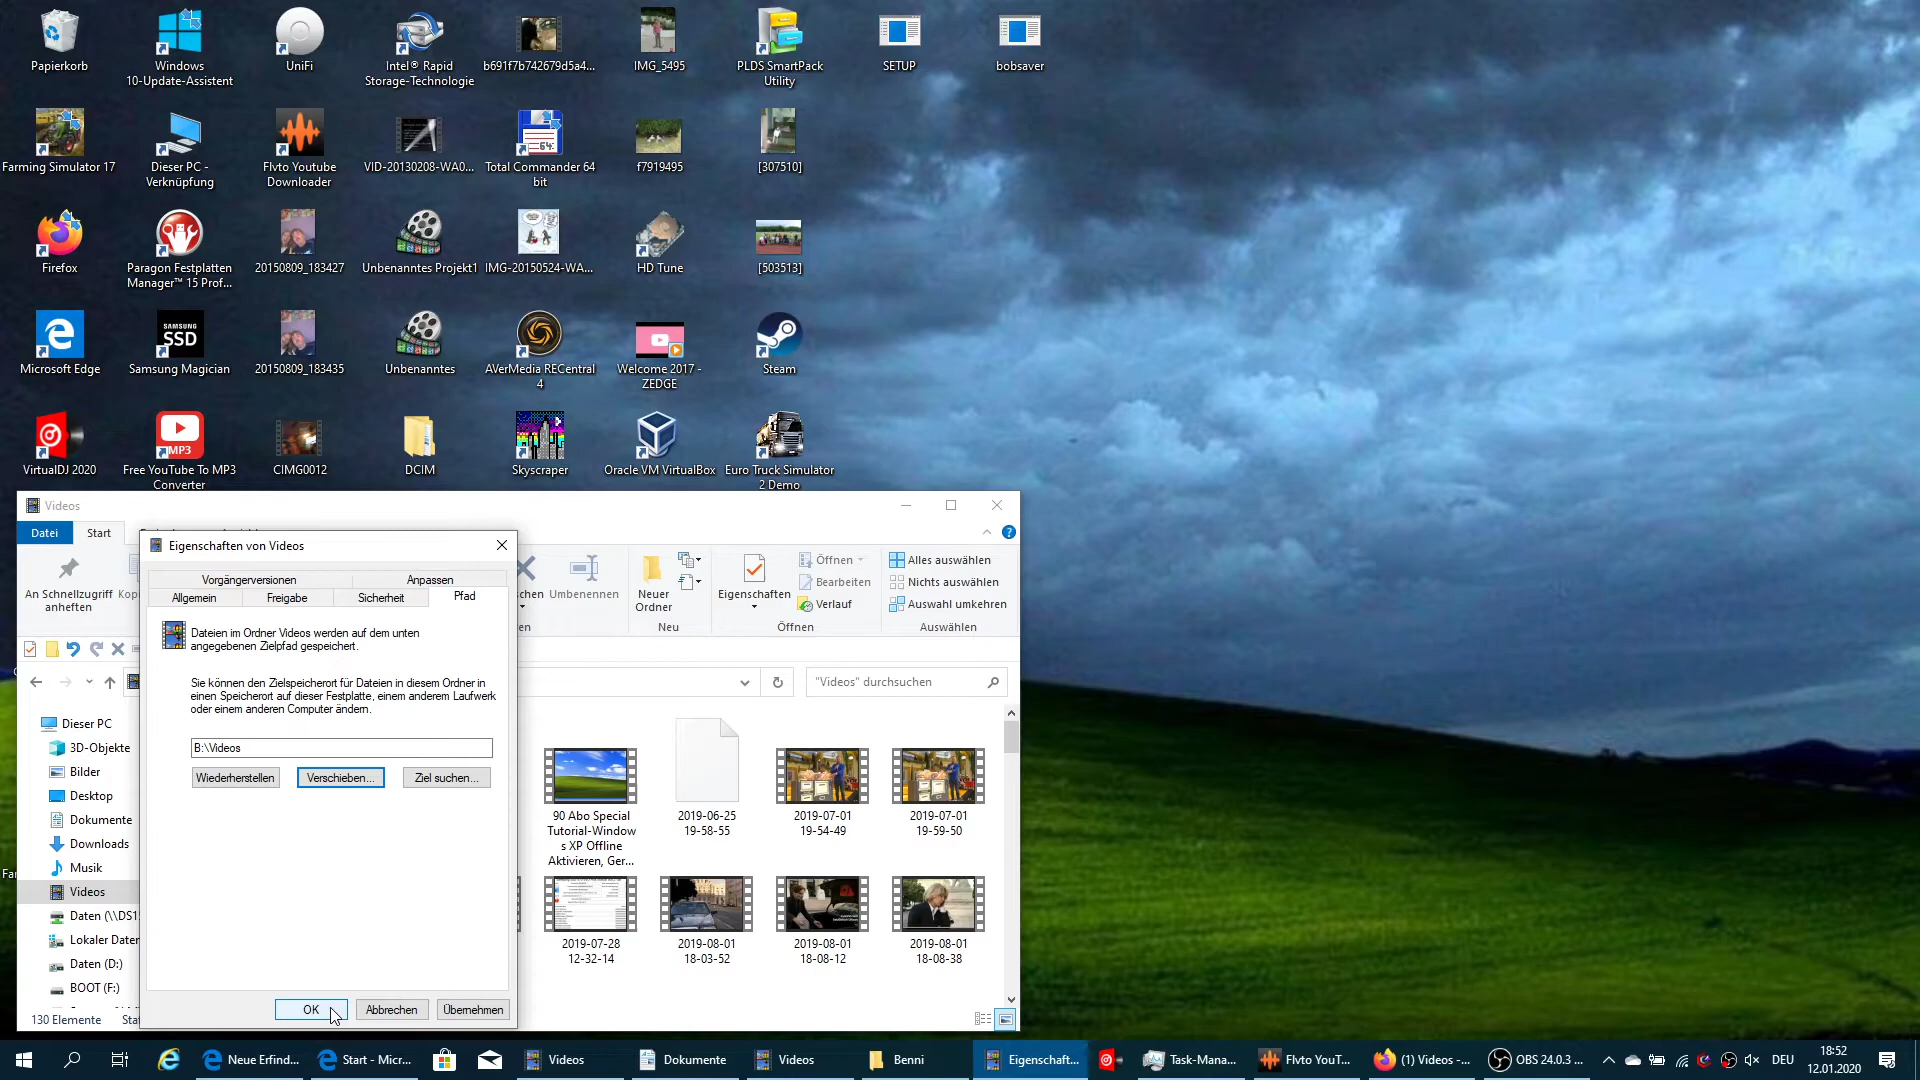 Papierkorb
Windows
10-Update-Assistent
UniFi
Intel® Rapid
Storage-Technologie
b691f7b742679d5a4...
IMG_5495
PLDS SmartPack
Utility
SETUP
bobsaver
Farming Simulator 17
Dieser PC -
Verknüpfung
Flvto Youtube
Downloader
VID-20130208-WA0...
64:
Total Commander 64
bit
f7919495
[307510]
Firefox
Paragon Festplatten
Manager™ 15 Prof...
20150809_183427
Unbenanntes Projekt1
IMG-20150524-WA...
HD Tune
[503513]
SAMSUNG
SSD
Microsoft Edge
Samsung Magician
20150809_183435
Unbenanntes
AVerMedia RECentral
4
Welcome 2017 -
ZEDGE
Steam
MP3
VirtualDJ 2020
Free YouTube To MP3
Converter
CIMG0012
DCIM
Skyscraper
Oracle VM VirtualBox
Euro Truck Simulator
2 Demo
Videos
Datei
Start
An Schnellzugriff
anheften
Kopi
Umbenennen
Neuer
Ordner
Neu
Eigenschaften
Öffnen
Bearbeiten
Verlauf
Öffnen
Alles auswählen
Nichts auswählen
Auswahl umkehren
Auswählen
"Videos" durchsuchen
Eigenschaften von Videos
Vorgängerversionen
Anpassen
Allgemein
Freigabe
Sicherheit
Pfad
Dateien im Ordner Videos werden auf dem unten
angegebenen Zielpfad gespeichert.
Sie können den Zielspeicherort für Dateien in diesem Ordner in
einen Speicherort auf dieser Festplatte, einem anderem Laufwerk
oder einem anderen Computer ändern.
B:\Videos
Wiederherstellen
Verschieben...
Ziel suchen...
OK
Abbrechen
Übernehmen
Dieser PC
3D-Objekte
Bilder
Desktop
Dokumente
Downloads
Musik
Videos
Daten (\\DS1
Lokaler Daten
Daten (D:)
BOOT (F:)
130 Elemente
90 Abo Special
Tutorial-Window
s XP Offline
Aktivieren, Ger...
2019-06-25
19-58-55
2019-07-01
19-54-49
2019-07-01
19-59-50
2019-07-28
12-32-14
2019-08-01
18-03-52
2019-08-01
18-08-12
2019-08-01
18-08-38
Neue Erfind...
Start - Micr...
Videos
Dokumente
Videos
Benni
Eigenschaft...
Task-Mana...
Flvto YouT...
(1) Videos -...
OBS 24.0.3 ...
DEU
18:52
12.01.2020